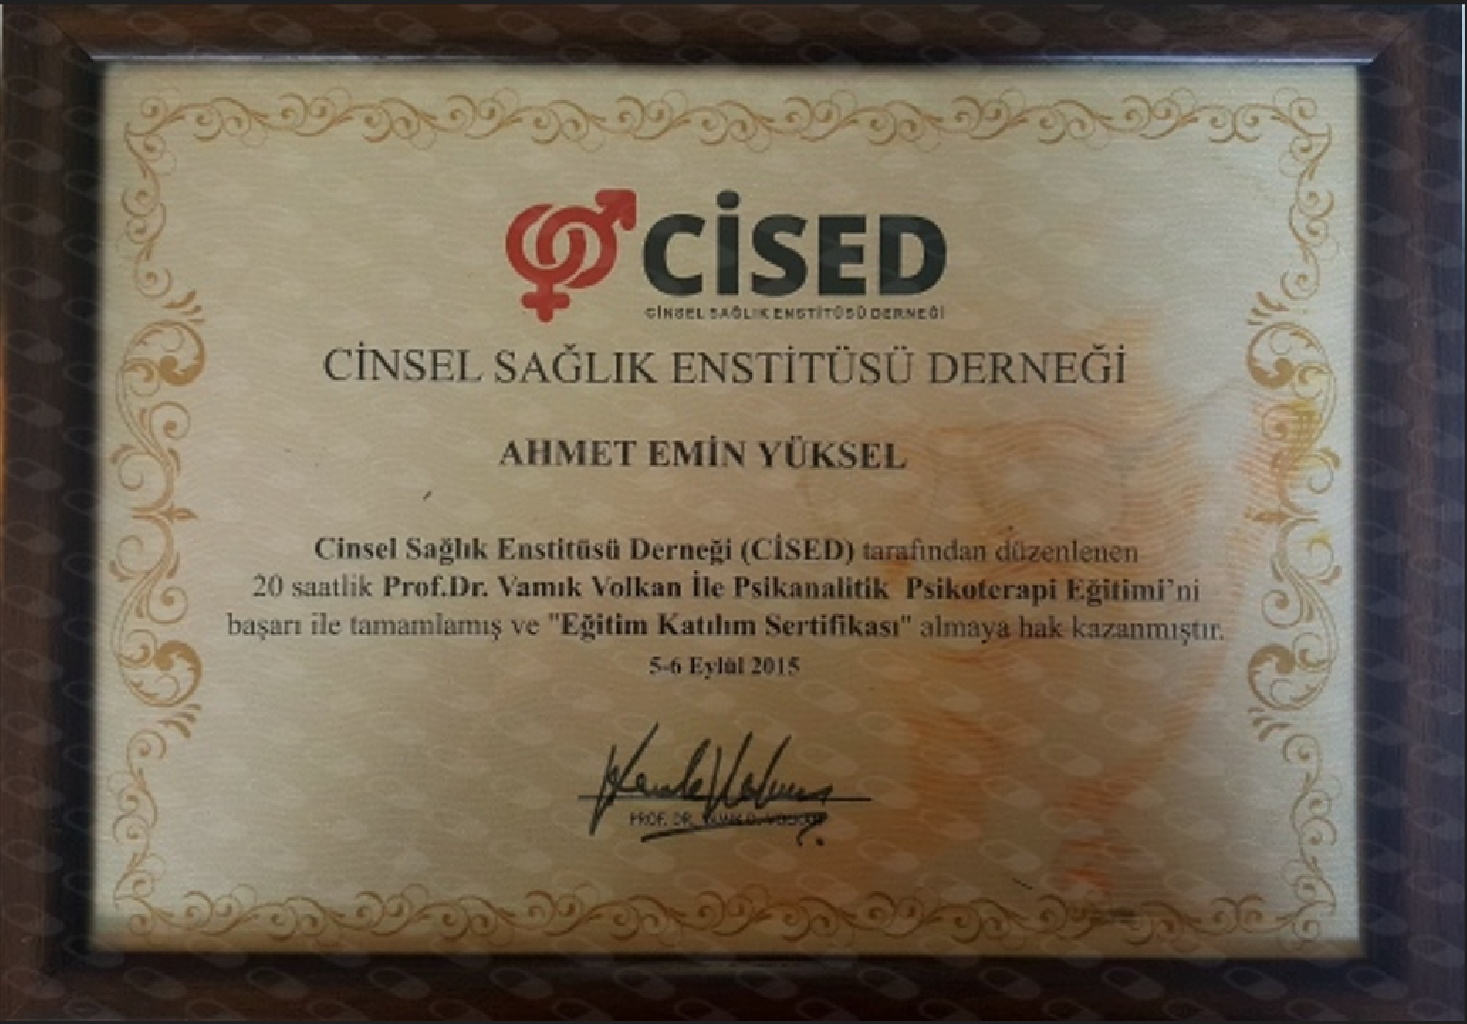 CİSED
CİNSEL SAĞLIK ENSTİTÜSÜ DERNEĞİ
CİNSEL SAĞLIK ENSTİTÜSÜ DERNEĞİ
AHMET EMİN YÜKSEL
Cinsel Sağlık Enstitüsü Derneği (CİSED) tarafından düzenlenen
20 saatlik Prof.Dr. Vamık Volkan İle Psikanalitik Psikoterapi Eğitimi'ni
başarı ile tamamlamış ve "Eğitim Katılım Sertifikası" almaya hak kazanmıştır.
5-6 Eylül 2015
PROF. DR. VAMIK D. VOLKAN